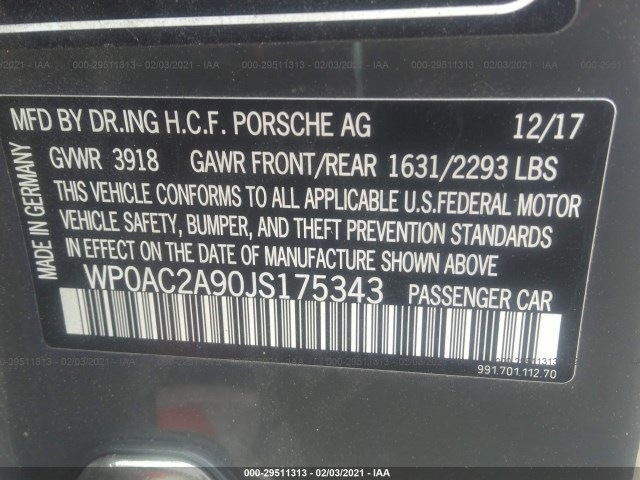 000-29511313 - 02/03/2021 - IAA
MFD BY DR.ING H.C.F. PORSCHE AG 12/17
GVWR 3918 GAWR FRONT/REAR 1631/2293 LBS
THIS VEHICLE CONFORMS TO ALL APPLICABLE U.S.FEDERAL MOTOR
VEHICLE SAFETY, BUMPER, AND THEFT PREVENTION STANDARDS
IN EFFECT ON THE DATE OF MANUFACTURE SHOWN ABOVE
MADE IN GERMANY
WP0AC2A90JS175343 PASSENGER CAR
991.701.112.70
000-29511313 - 02/03/2021 - IAA